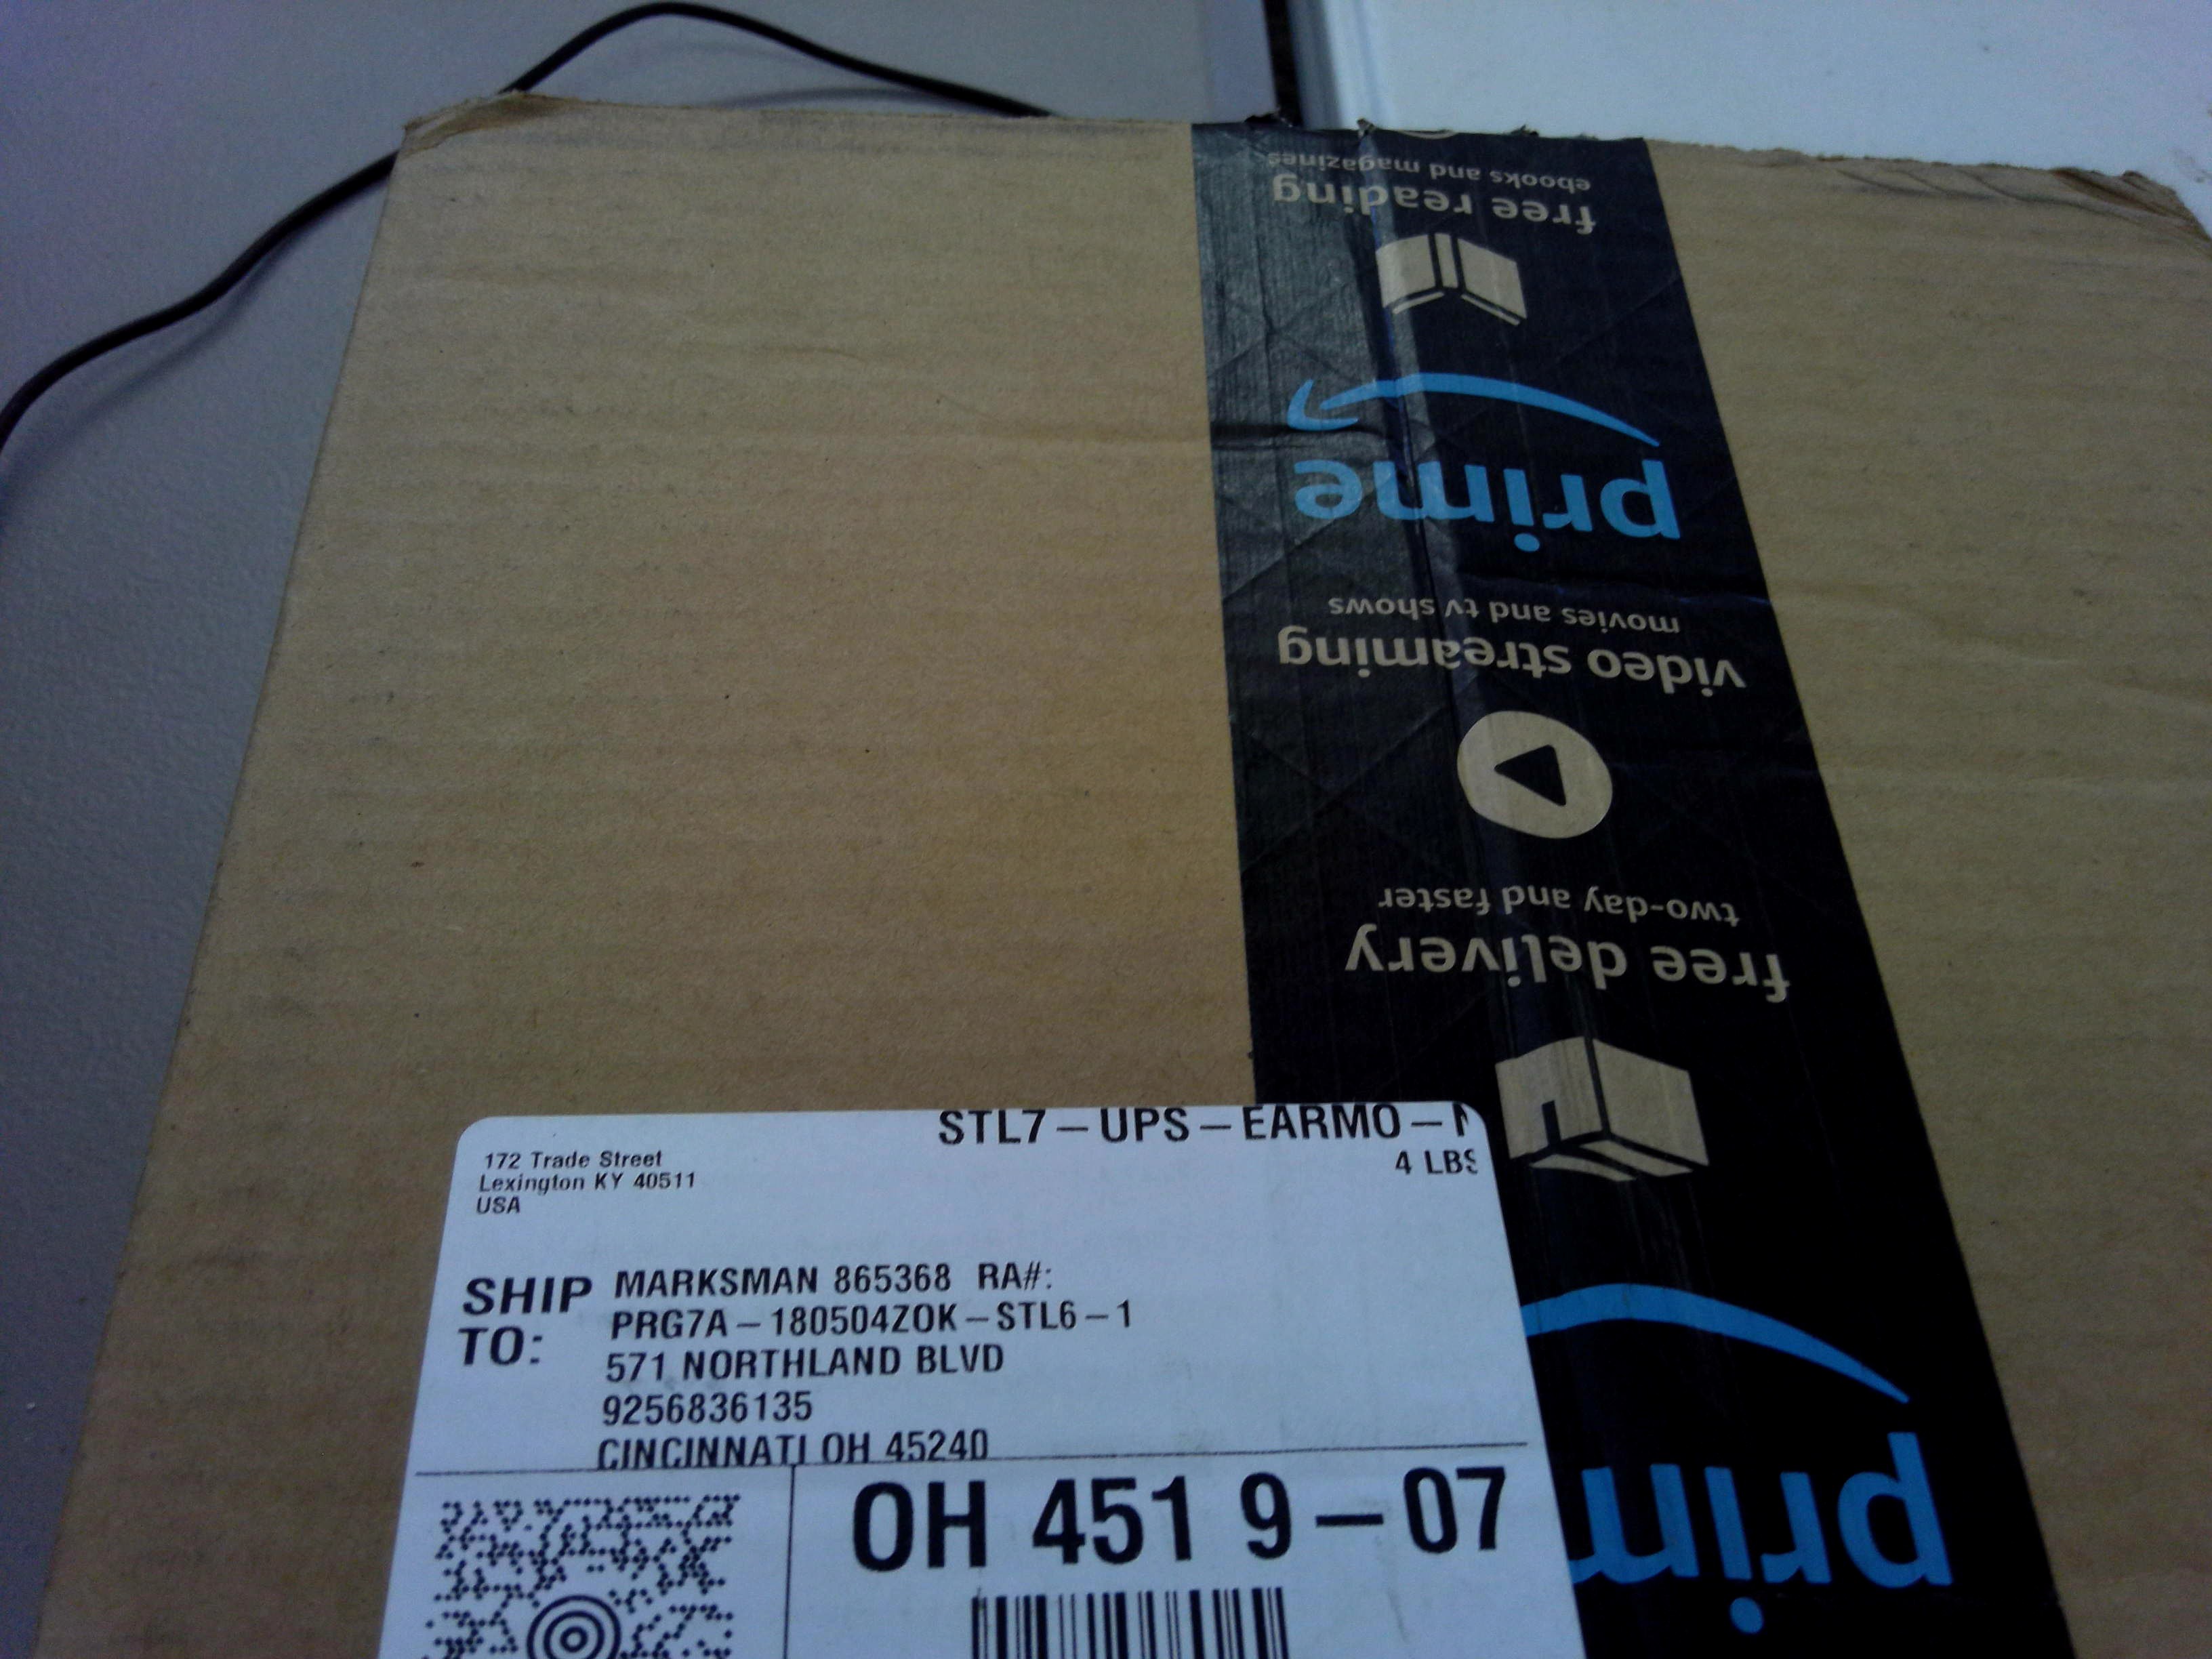 free reading
ebooks and magazines
prime
video streaming
movies and tv shows
free delivery
two-day and faster
prim
STL7-UPS-EARMO-
4 LBS
172 Trade Street
Lexington KY 40511
USA
SHIP TO:
MARKSMAN 865368 RA#:
PRG7A-180504ZOK-STL6-1
571 NORTHLAND BLVD
9256836135
CINCINNATI OH 45240
OH 451 9-07